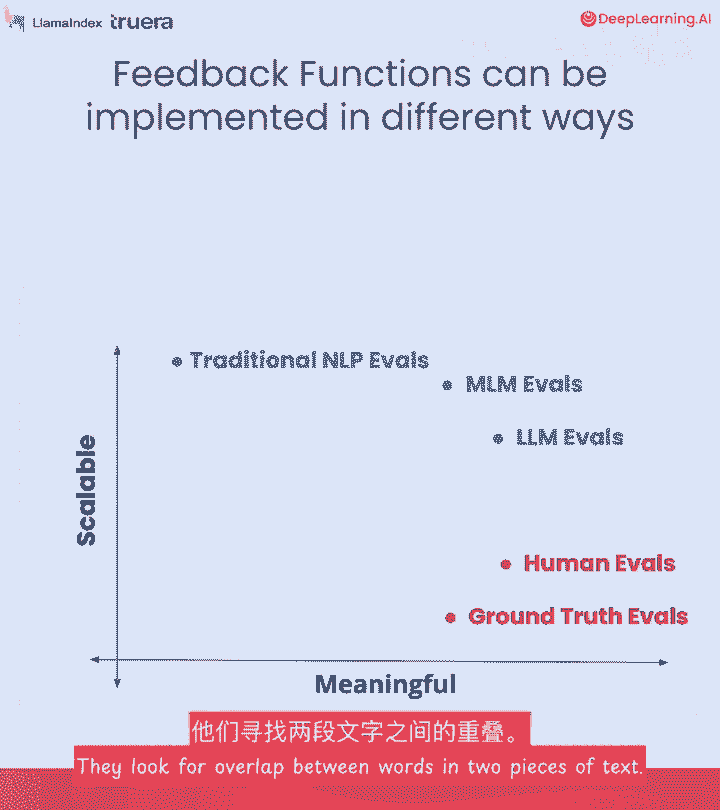 LlamaIndex truera DeepLearning.AI
Feedback Functions can be
implemented in different ways
Traditional NLP Evals
MLM Evals
LLM Evals
Scalable
Human Evals
Ground Truth Evals
Meaningful
他们寻找两段文字之间的重叠。
They look for overlap between words in two pieces of text.